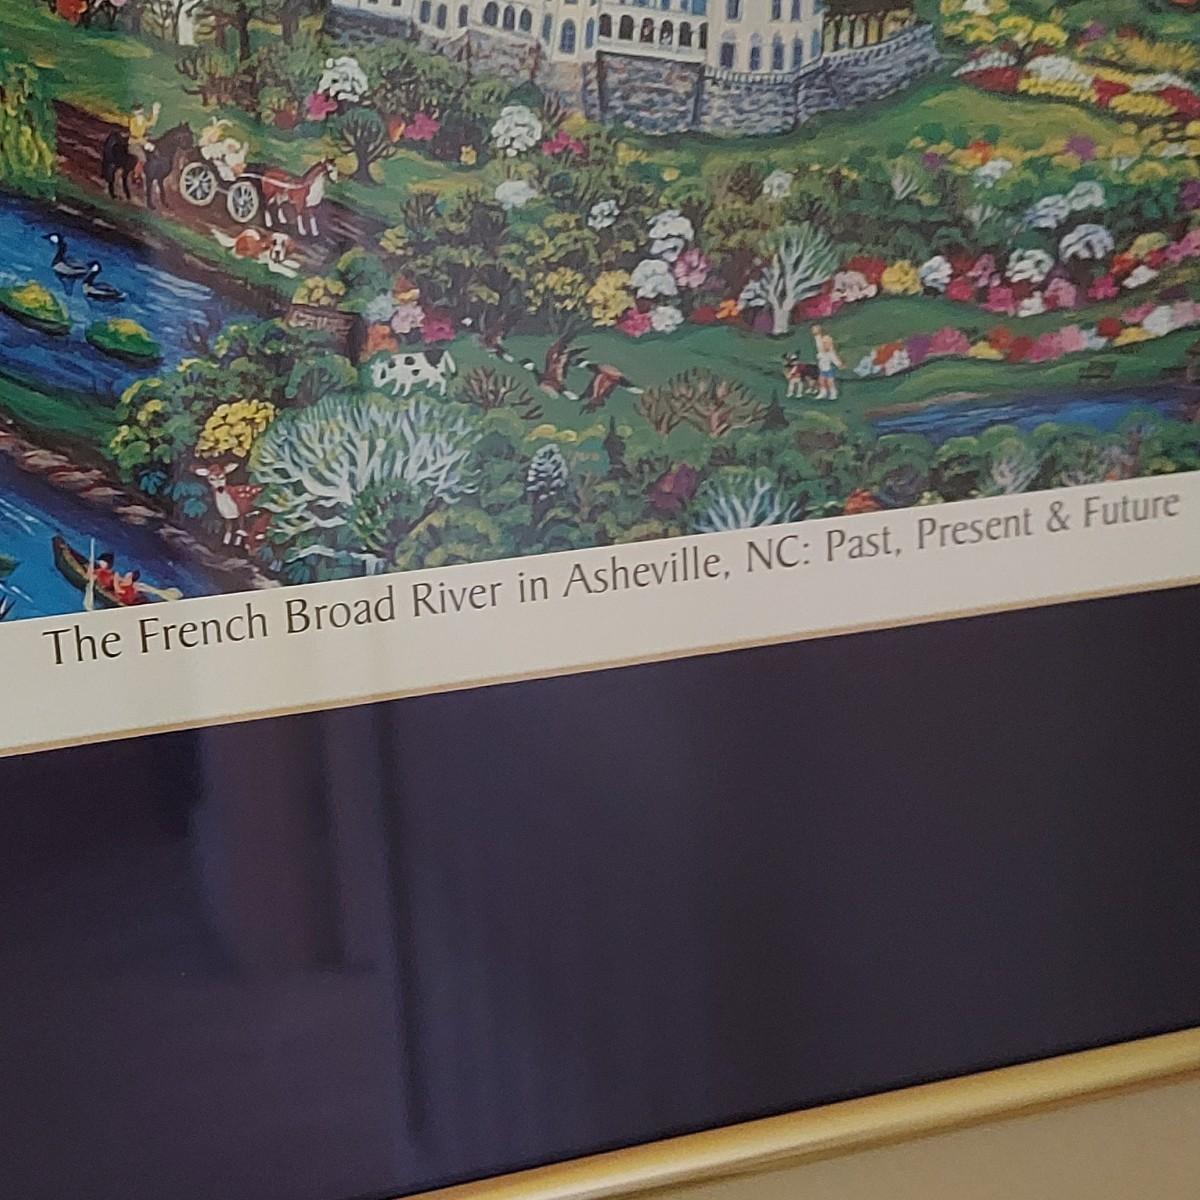 The French Broad River in Asheville, NC: Past, Present & Future